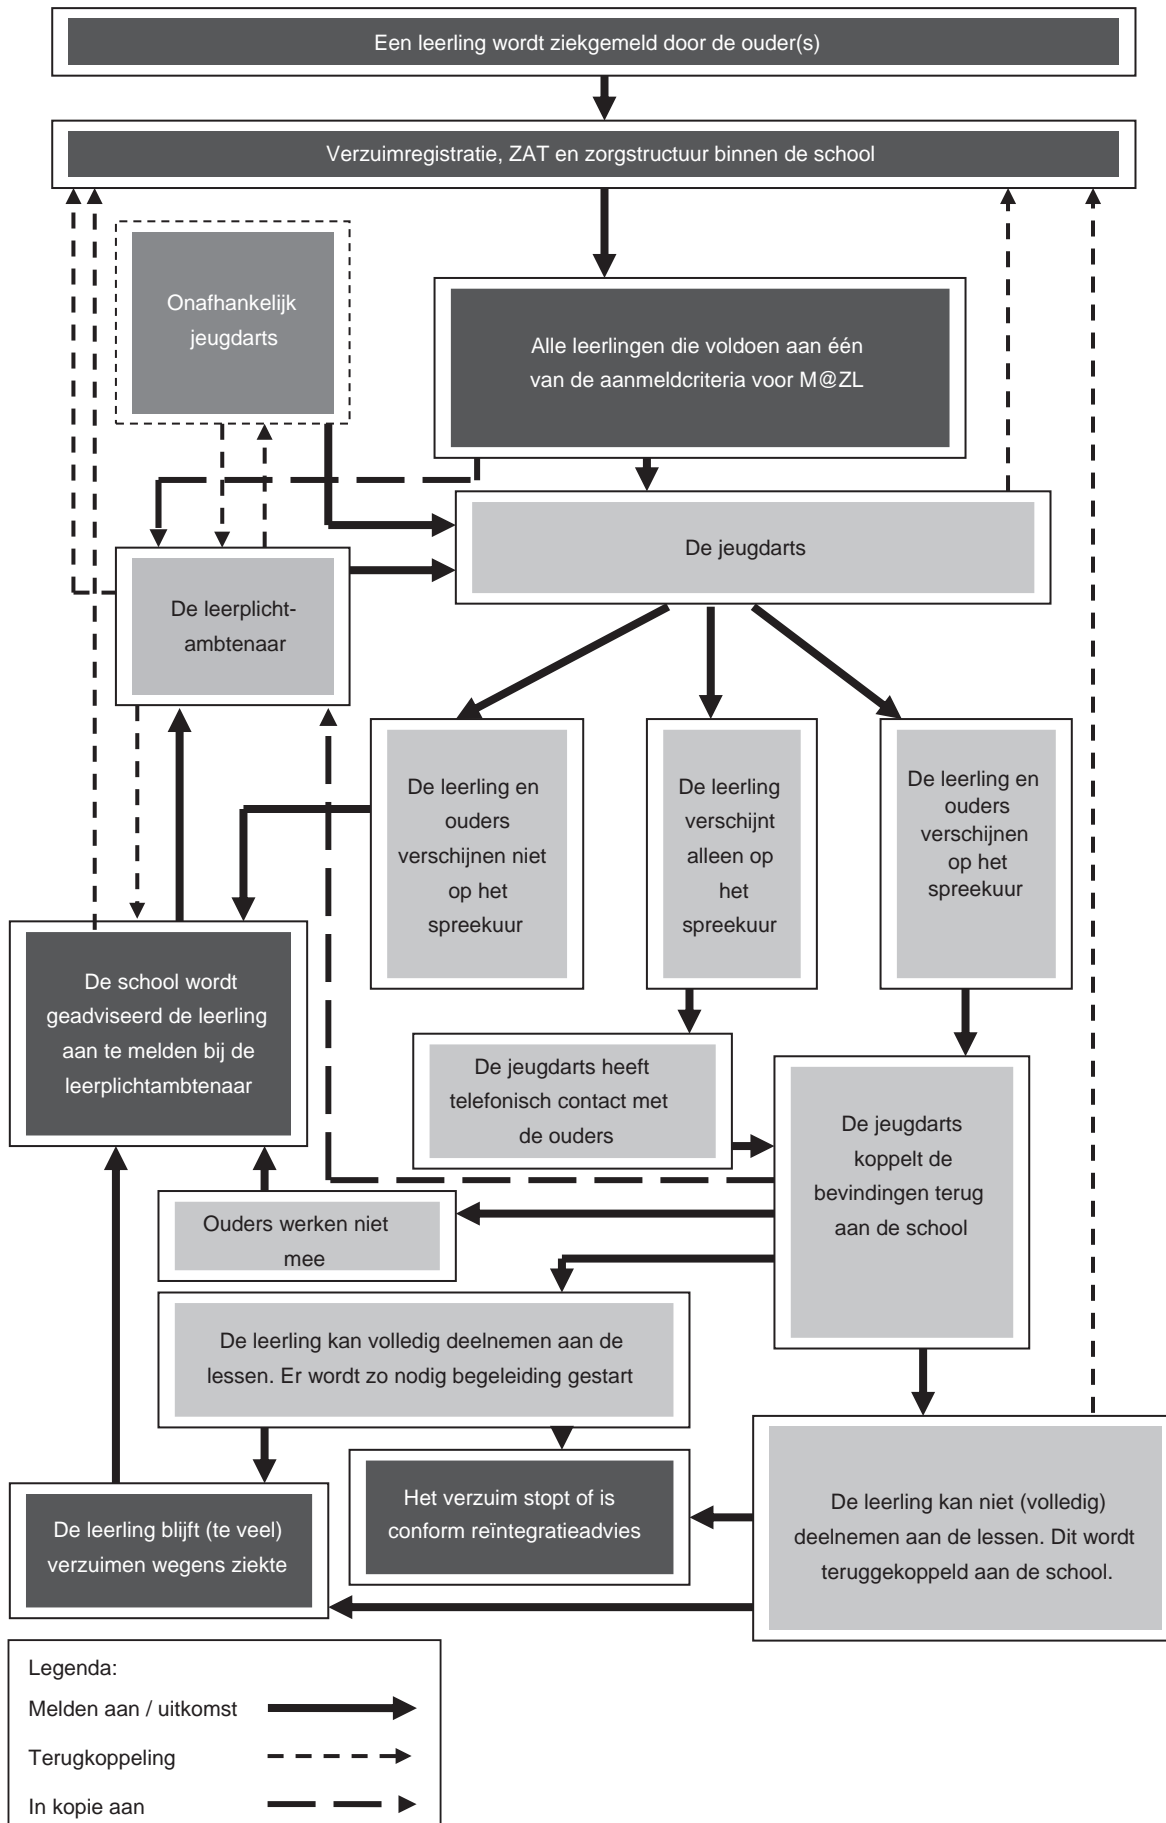 Een leerling wordt ziekgemeld door de ouder(s)
Verzuimregistratie, ZAT en zorgstructuur binnen de school
Onafhankelijk
jeugdarts
Alle leerlingen die voldoen aan één
van de aanmeldcriteria voor M@ZL
De jeugdarts
De leerplicht-
ambtenaar
De leerling en
ouders
verschijnen niet
op het
spreekuur
De leerling
verschijnt
alleen op
het
spreekuur
De leerling en
ouders
verschijnen
op het
spreekuur
De school wordt
geadviseerd de leerling
aan te melden bij de
leerplichtambtenaar
De jeugdarts heeft
telefonisch contact met
de ouders
De jeugdarts
koppelt de
bevindingen terug
aan de school
Ouders werken niet
mee
De leerling kan volledig deelnemen aan de
lessen. Er wordt zo nodig begeleiding gestart
De leerling blijft (te veel)
verzuimen wegens ziekte
Het verzuim stopt of is
conform reïntegratieadvies
De leerling kan niet (volledig)
deelnemen aan de lessen. Dit wordt
teruggekoppeld aan de school.
Legenda:
Melden aan / uitkomst
Terugkoppeling
In kopie aan